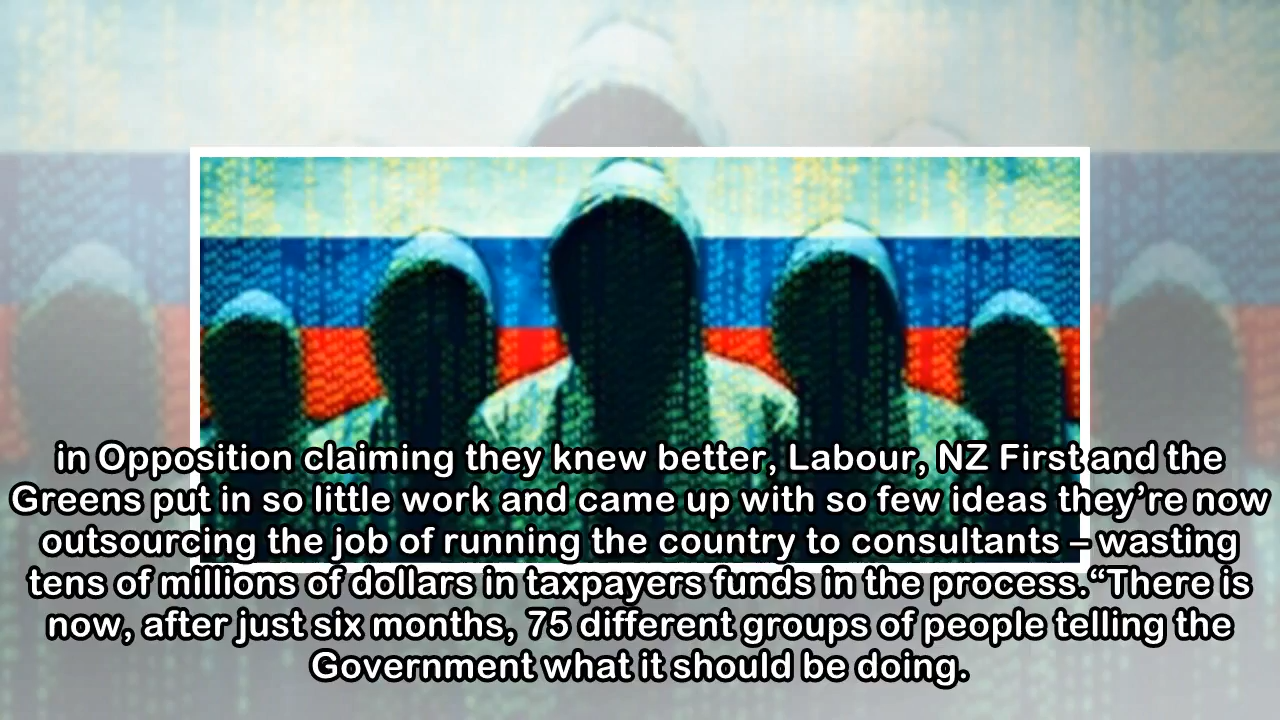 in Opposition claiming they knew better, Labour, NZ First and the
Greens put in so little work and came up with so few ideas they’re now
outsourcing the job of running the country to consultants – wasting
tens of millions of dollars in taxpayers funds in the process.“There is
now, after just six months, 75 different groups of people telling the
Government what it should be doing.